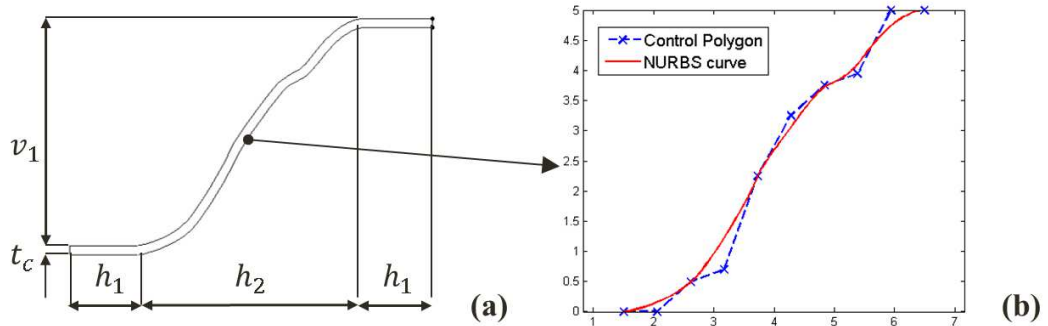 v₁
t_c
h₁
h₂
h₁
(a)
5
4.5
4
3.5
3
2.5
2
1.5
1
0.5
0
1 2 3 4 5 6 7
Control Polygon
NURBS curve
(b)